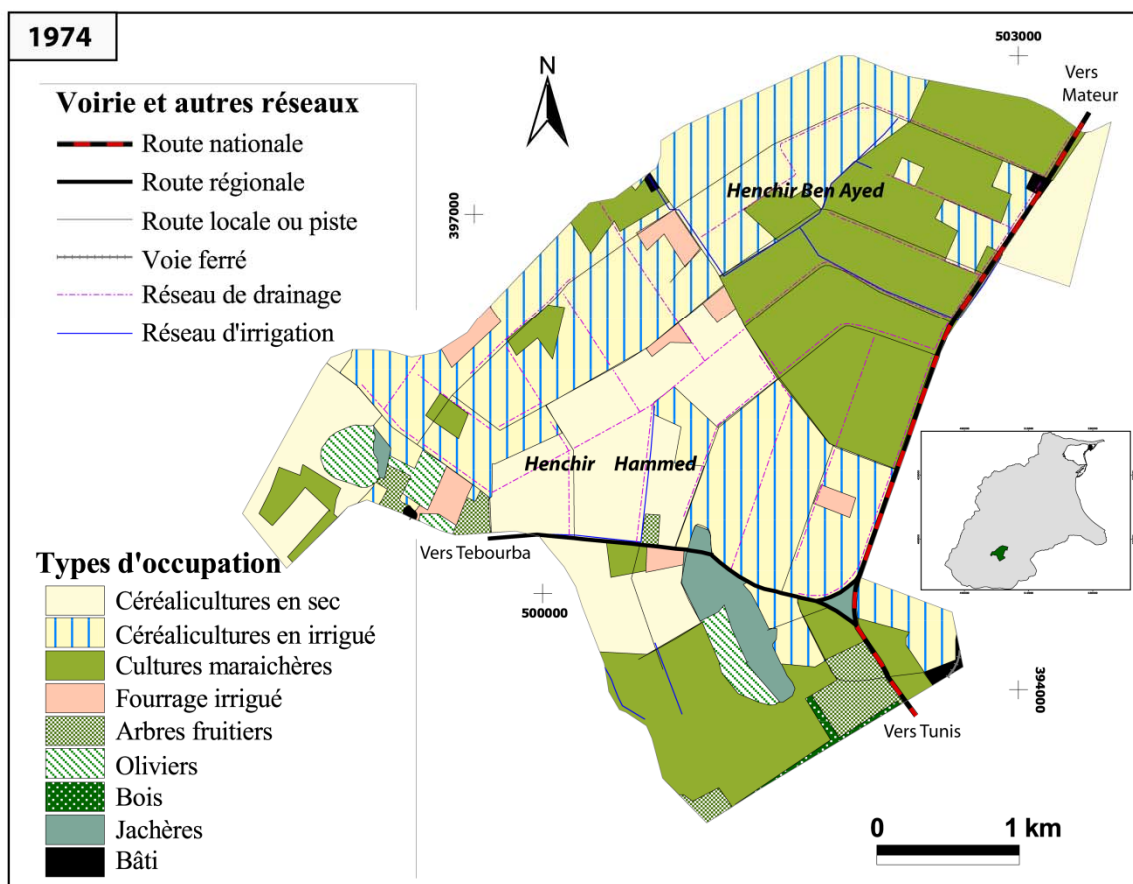 1974
Voirie et autres réseaux
Route nationale
Route régionale
Route locale ou piste
Voie ferré
Réseau de drainage
Réseau d'irrigation
N
503000
Vers
Mateur
397000
Henchir Ben Ayed
Henchir Hammed
Vers Tebourba
500000
394000
Vers Tunis
Types d'occupation
Céréalicultures en sec
Céréalicultures en irrigué
Cultures maraichères
Fourrage irrigué
Arbres fruitiers
Oliviers
Bois
Jachères
Bâti
0 1 km